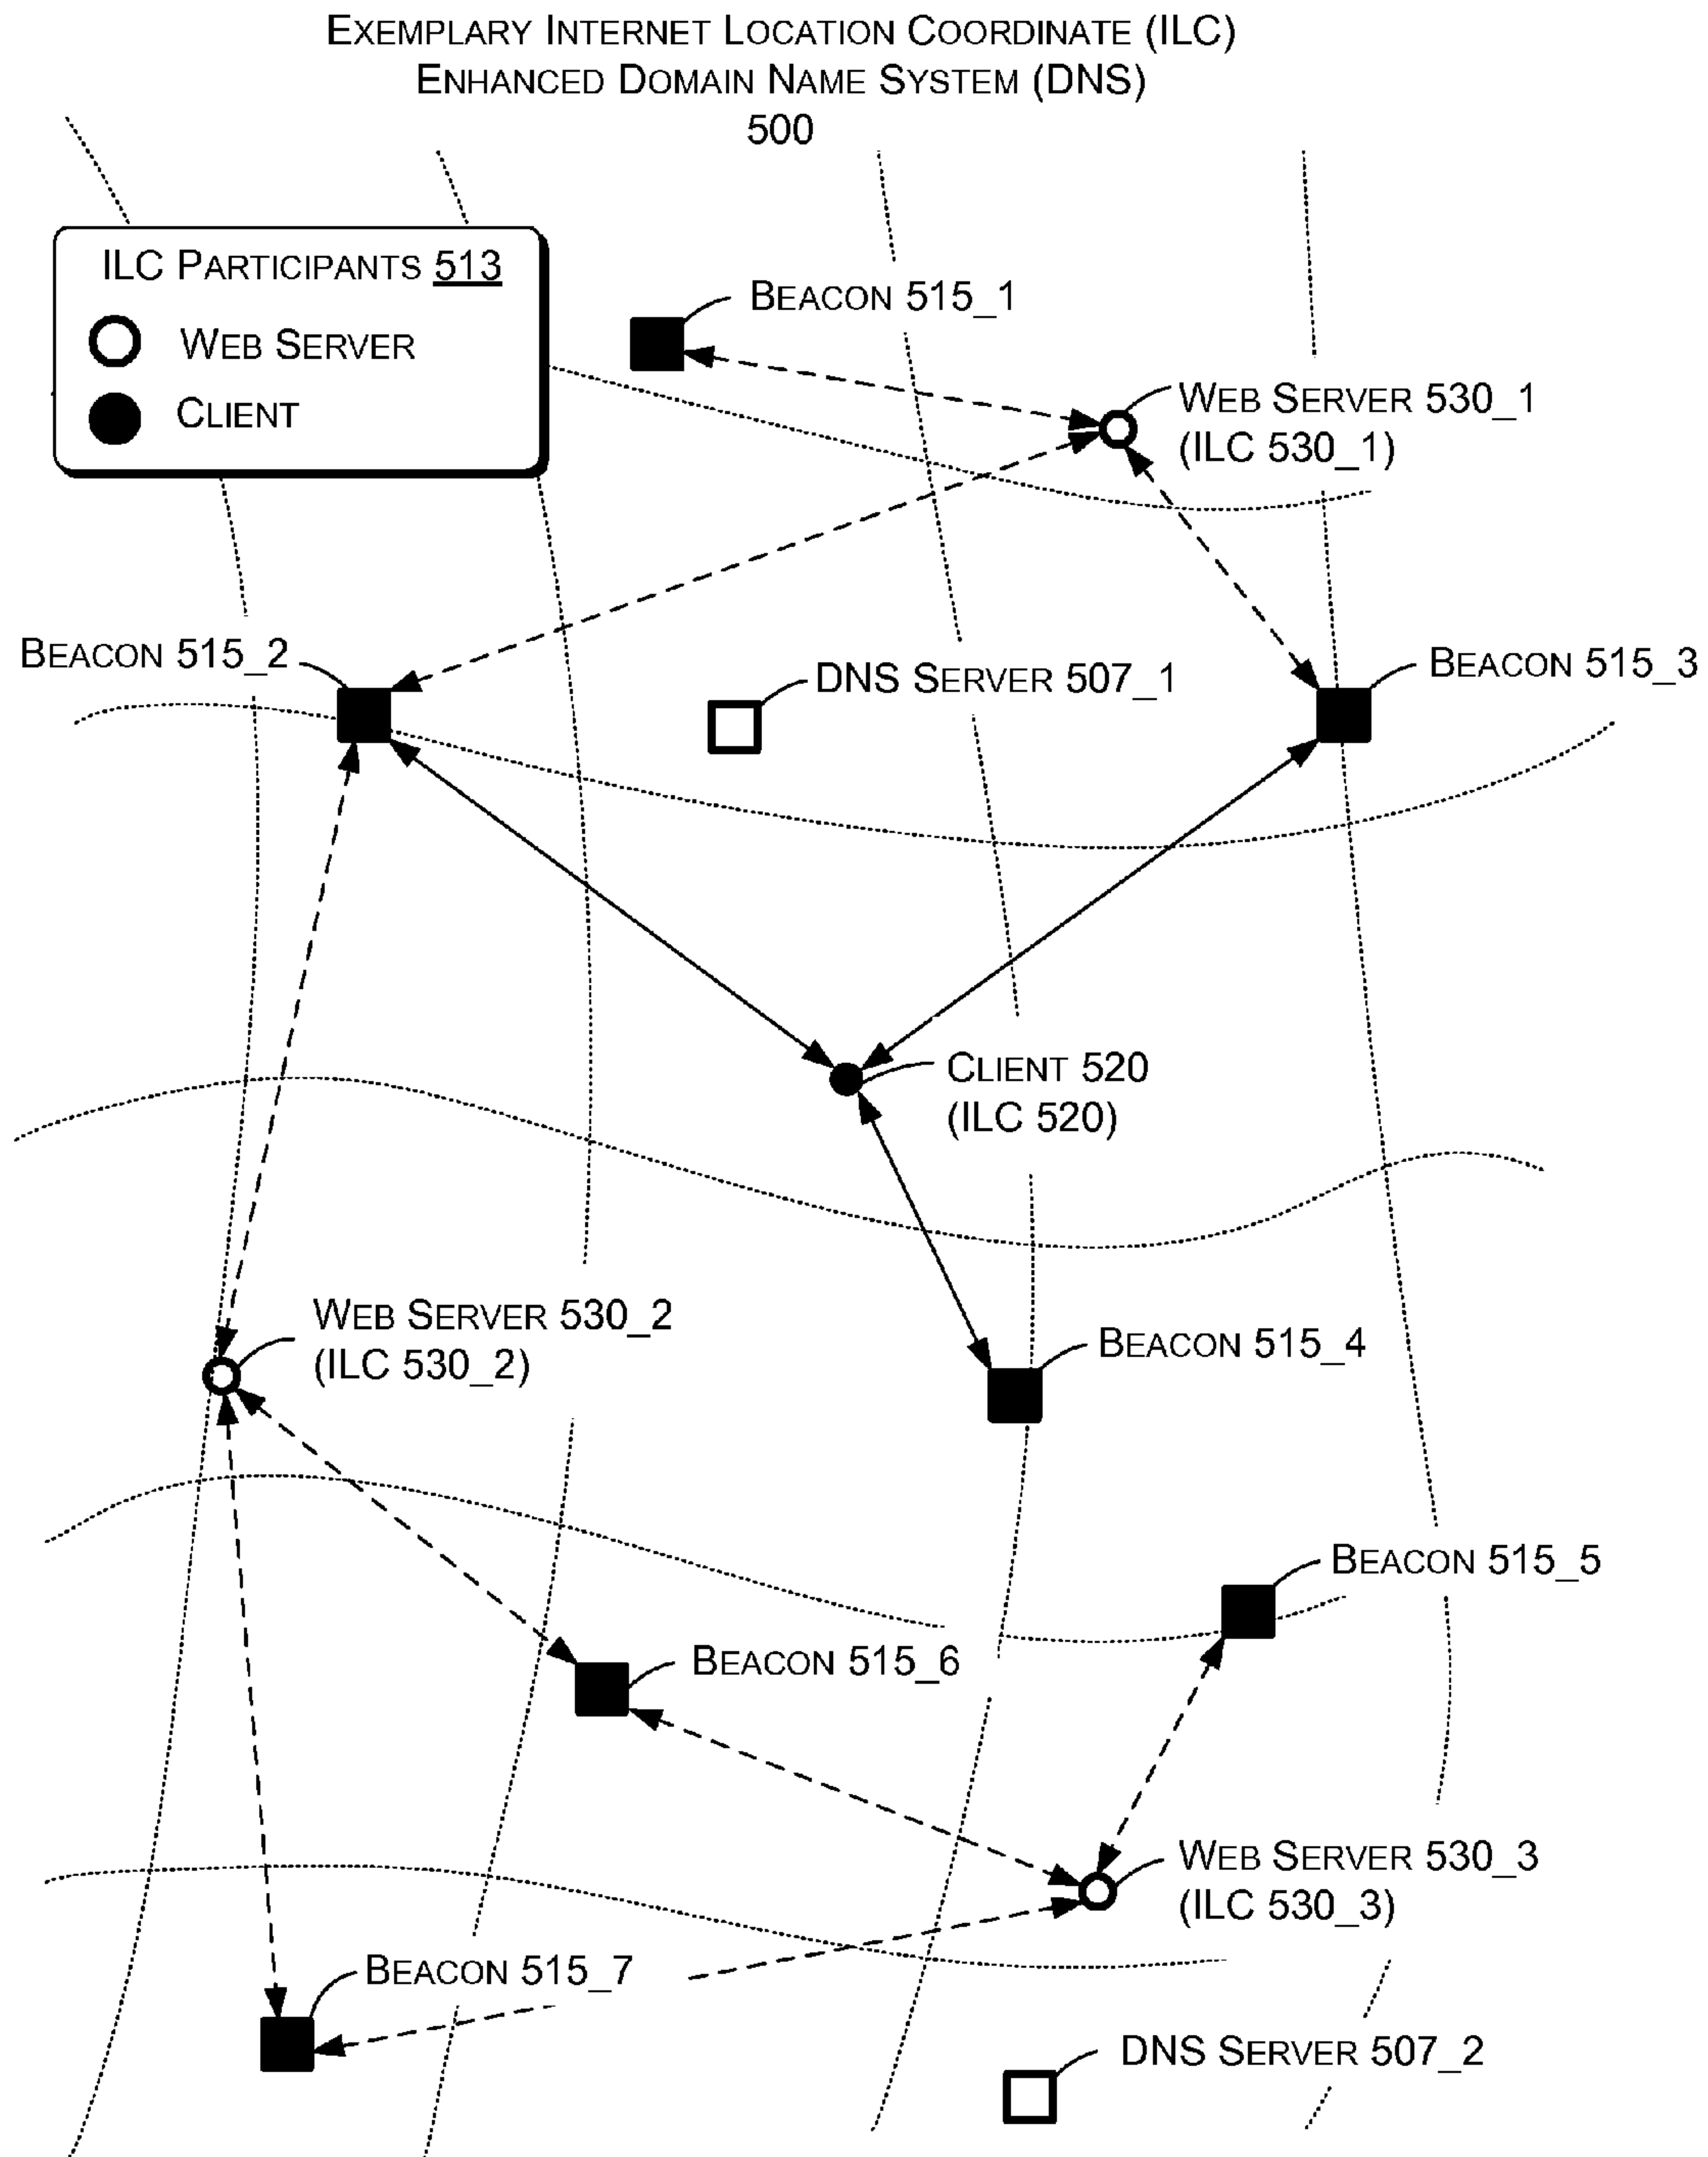 EXEMPLARY INTERNET LOCATION COORDINATE (ILC)
ENHANCED DOMAIN NAME SYSTEM (DNS)
500
ILC PARTICIPANTS 513
WEB SERVER
CLIENT
BEACON 515_1
WEB SERVER 530_1
(ILC 530_1)
BEACON 515_2
DNS SERVER 507_1
BEACON 515_3
CLIENT 520
(ILC 520)
WEB SERVER 530_2
(ILC 530_2)
BEACON 515_4
BEACON 515_5
BEACON 515_6
WEB SERVER 530_3
(ILC 530_3)
BEACON 515_7
DNS SERVER 507_2